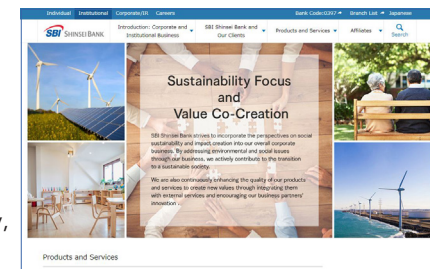 Individual Institutional Corporate/IR Careers Bank Code:0397 Branch List Japanese
SBI SHINSEI BANK
Introduction: Corporate and
Institutional Business
SBI Shinsei Bank and
Our Clients
Products and Services
Affiliates
Search
Sustainability Focus
and
Value Co-Creation
SBI Shinsei Bank strives to incorporate the perspectives on social
sustainability and impact creation into our overall corporate
business. By addressing environmental and social issues
through our business, we actively contribute to the transition
to a sustainable society.
We are also continuously enhancing the quality of our products
and services to create new values through integrating them
with external services and encouraging our business partners'
innovation
,
Products and Services